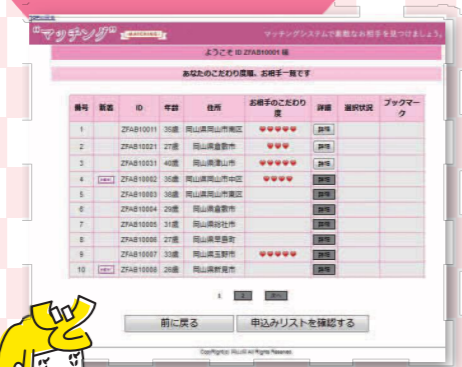 "マッチング" MATCHING
マッチングシステムで素敵なお相手を見つけましょう。
ようこそ ID ZFAB10001 様
あなたのこだわり度順、お相手一覧です
番号 新着 ID 年齢 住所 お相手のこだわり度 詳細 選択状況 ブックマーク
1 ZFAB10011 35歳 岡山県岡山市南区 ♥♥♥♥♥ 詳細
2 ZFAB10021 27歳 岡山県倉敷市 ♥♥♥ 詳細
3 ZFAB10031 40歳 岡山県津山市 ♥♥♥♥♥ 詳細
4 NEW ZFAB10002 35歳 岡山県岡山市中区 ♥♥♥♥ 詳細
5 ZFAB10003 38歳 岡山県岡山市東区 詳細
6 ZFAB10004 29歳 岡山県倉敷市 詳細
7 ZFAB10005 31歳 岡山県総社市 詳細
8 ZFAB10006 27歳 岡山県早島町 詳細
9 ZFAB10007 33歳 岡山県玉野市 ♥♥♥♥♥ 詳細
10 NEW ZFAB10008 28歳 岡山県新見市 詳細
1 2 次へ
前に戻る 申込みリストを確認する
All Rights Reserved.